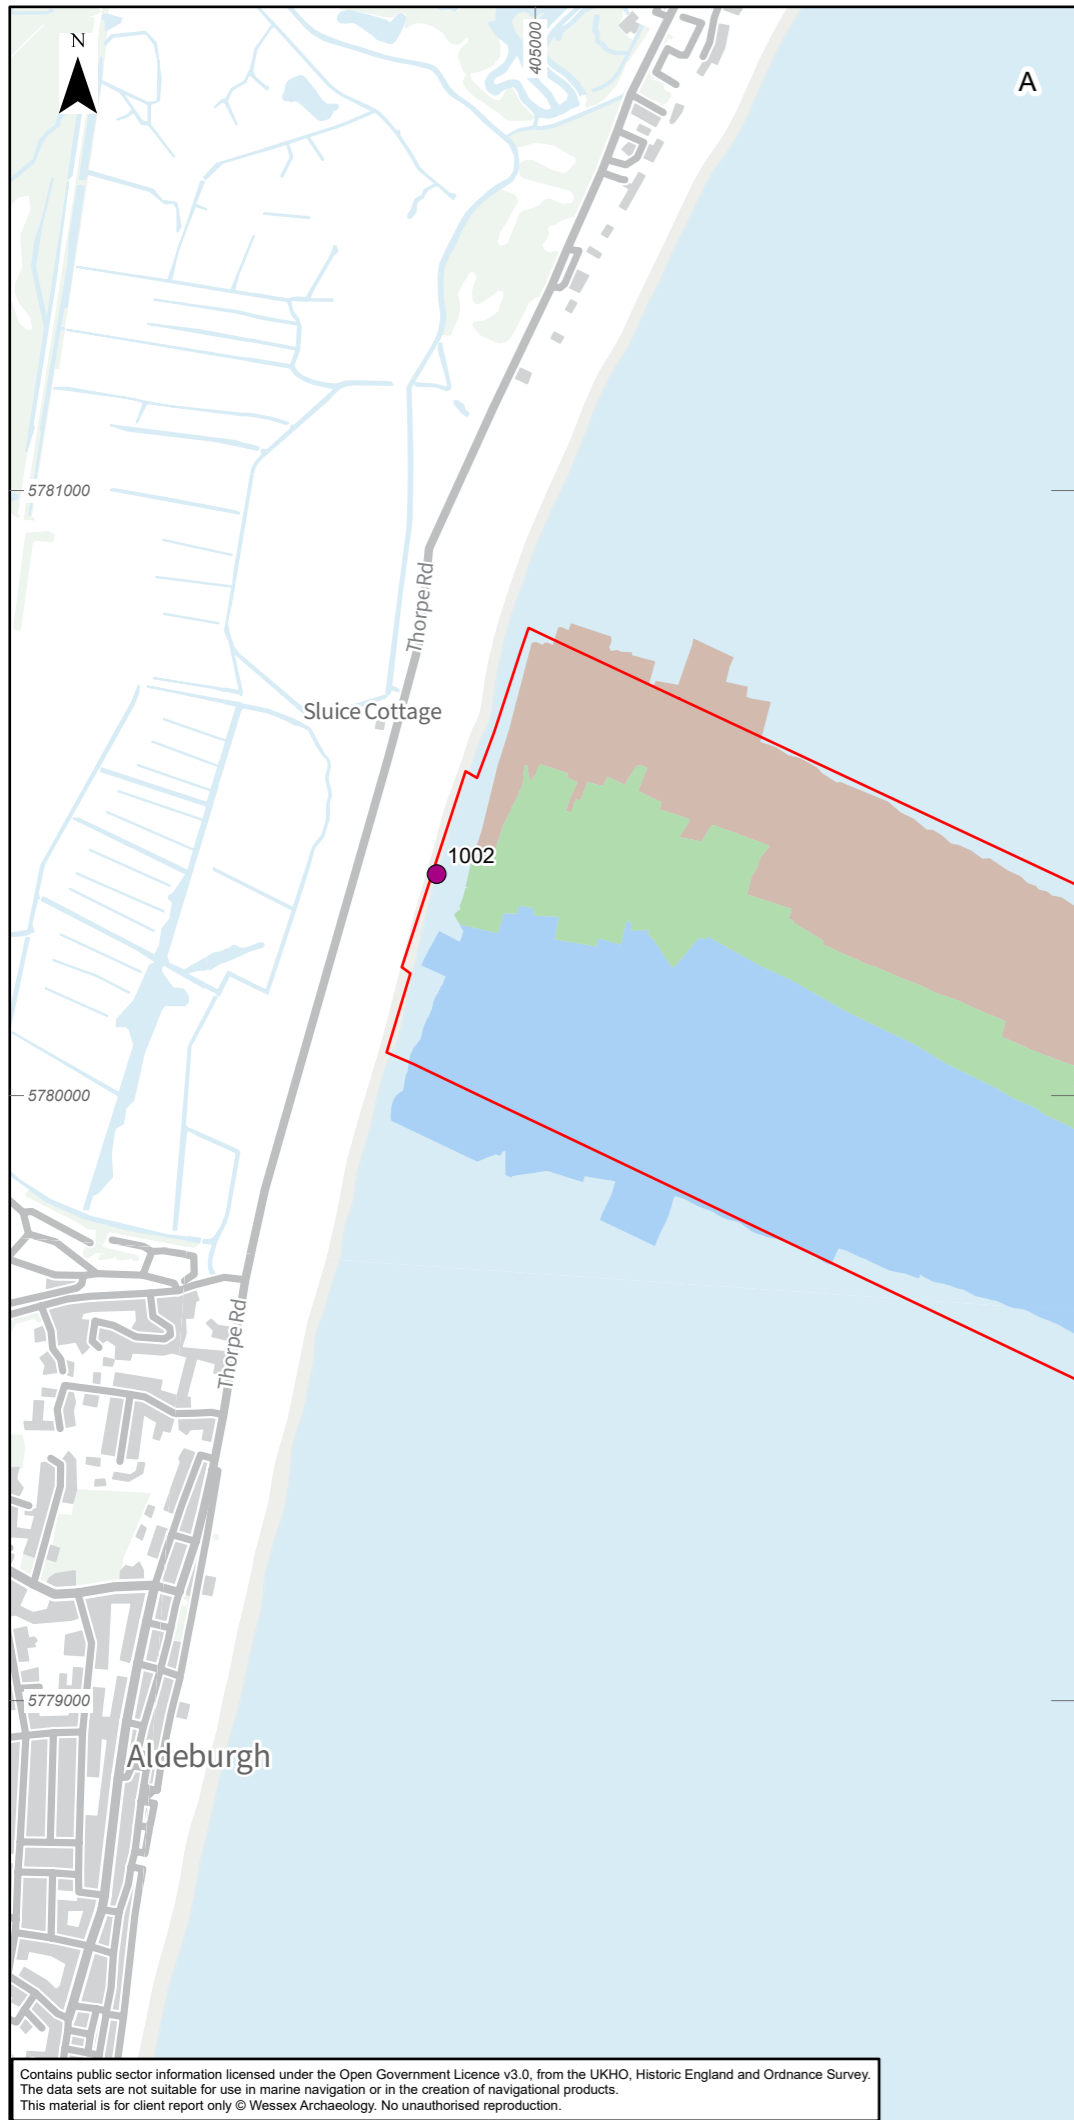 N
405000
A
5781000
Thorpe Rd
Sluice Cottage
1002
5780000
Thorpe Rd
5779000
Aldeburgh
Contains public sector information licensed under the Open Government Licence v3.0, from the UKHO, Historic England and Ordnance Survey.
The data sets are not suitable for use in marine navigation or in the creation of navigational products.
This material is for client report only © Wessex Archaeology. No unauthorised reproduction.